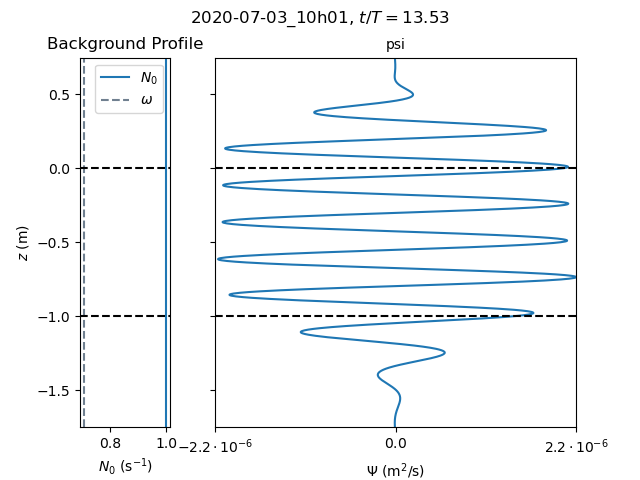 2020-07-03_10h01, t/T = 13.53
Background Profile
psi
N₀
ω
0.5
0.0
−0.5
−1.0
−1.5
z (m)
0.8 1.0
N₀ (s⁻¹)
−2.2 · 10⁻⁶ 0.0 2.2 · 10⁻⁶
Ψ (m²/s)